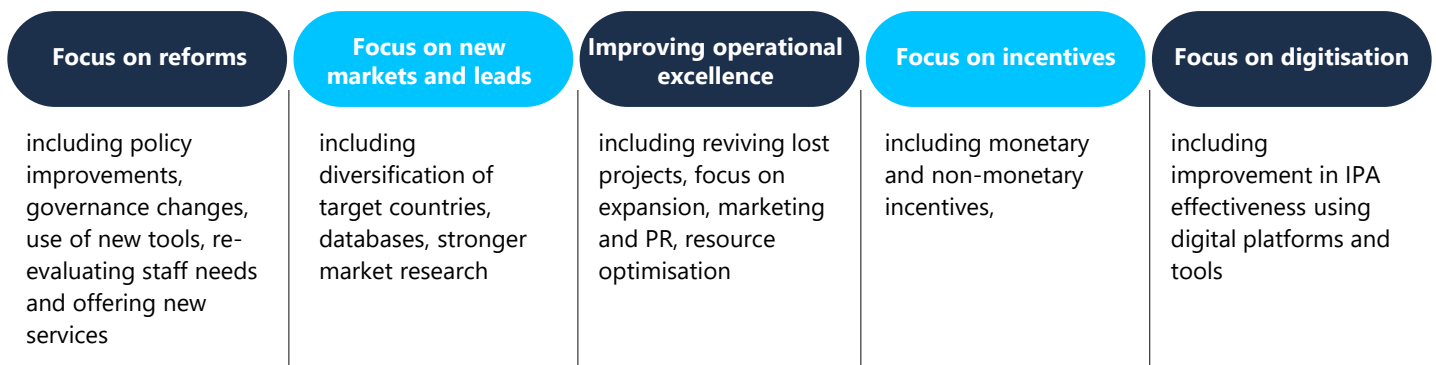 Focus on reforms
including policy
improvements,
governance changes,
use of new tools, re-
evaluating staff needs
and offering new
services
Focus on new
markets and leads
including
diversification of
target countries,
databases, stronger
market research
Improving operational
excellence
including reviving lost
projects, focus on
expansion, marketing
and PR, resource
optimisation
Focus on incentives
including monetary
and non-monetary
incentives,
Focus on digitisation
including
improvement in IPA
effectiveness using
digital platforms and
tools